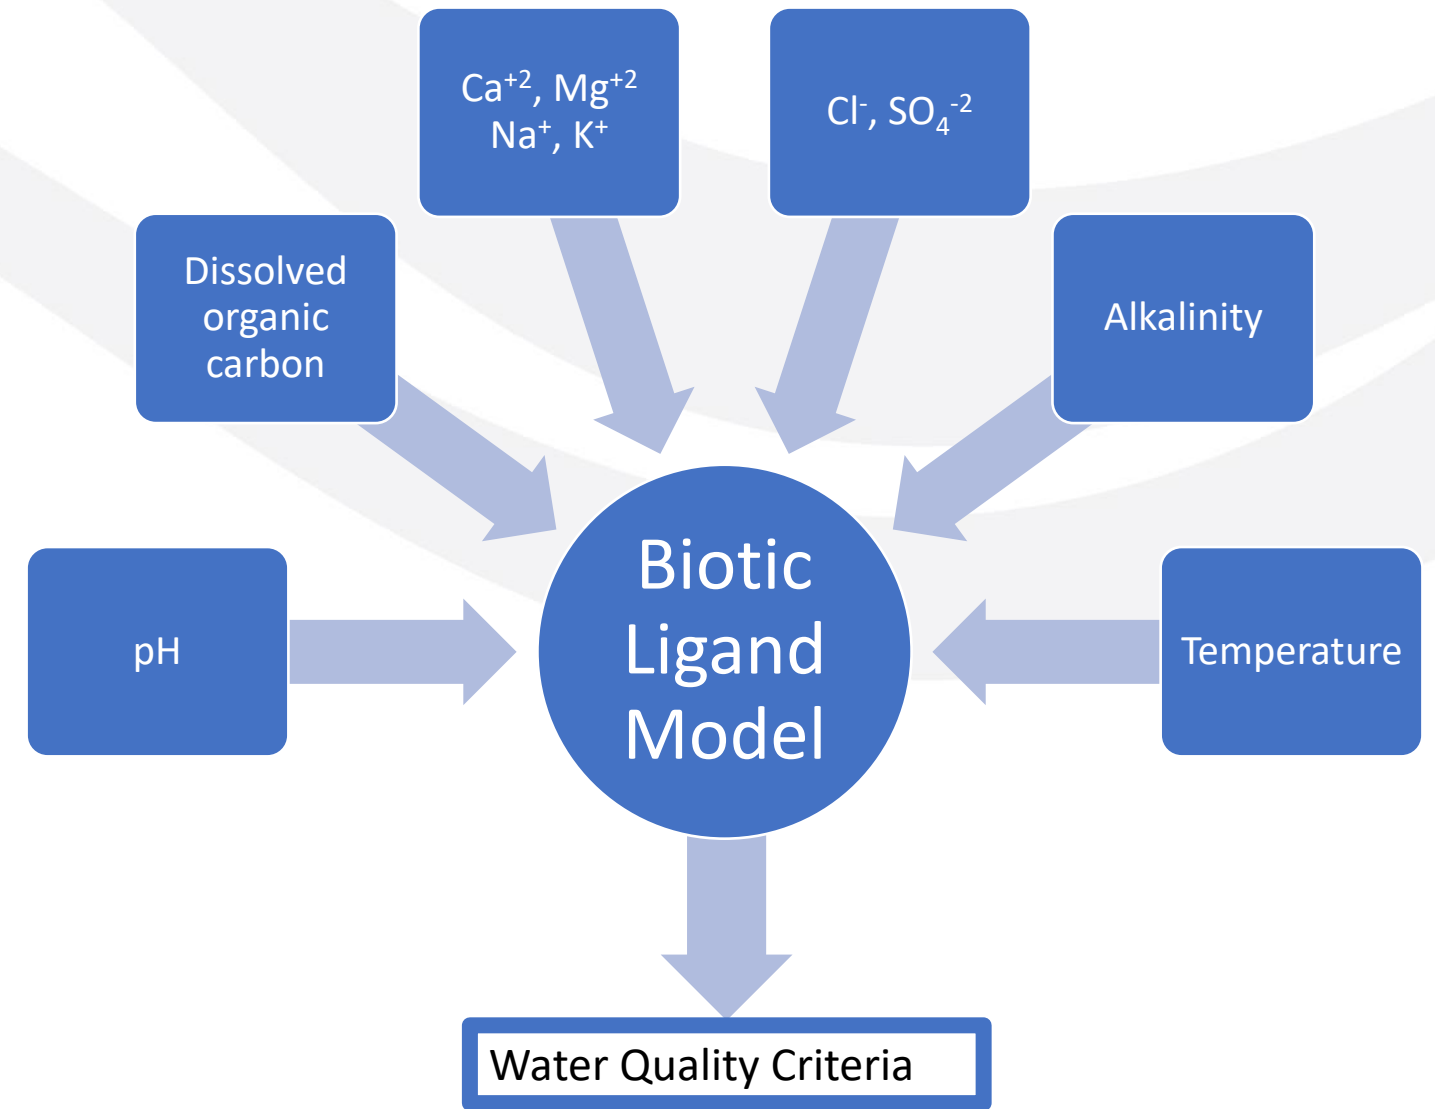 Ca⁺², Mg⁺²
Na⁺, K⁺
Cl⁻, SO₄⁻²
Dissolved
organic
carbon
Alkalinity
pH
Biotic
Ligand
Model
Temperature
Water Quality Criteria